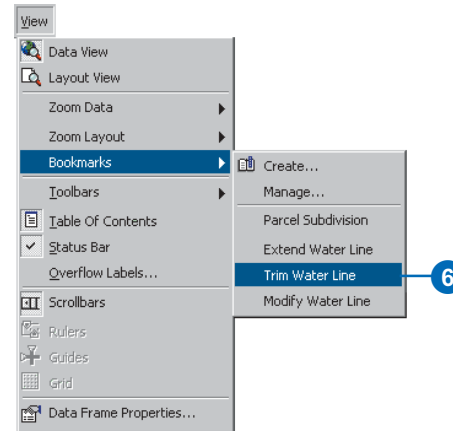 View
Data View
Layout View
Zoom Data
Zoom Layout
Bookmarks
Toolbars
Table Of Contents
Status Bar
Overflow Labels...
Scrollbars
Rulers
Guides
Grid
Data Frame Properties...
Create...
Manage...
Parcel Subdivision
Extend Water Line
Trim Water Line
Modify Water Line
6